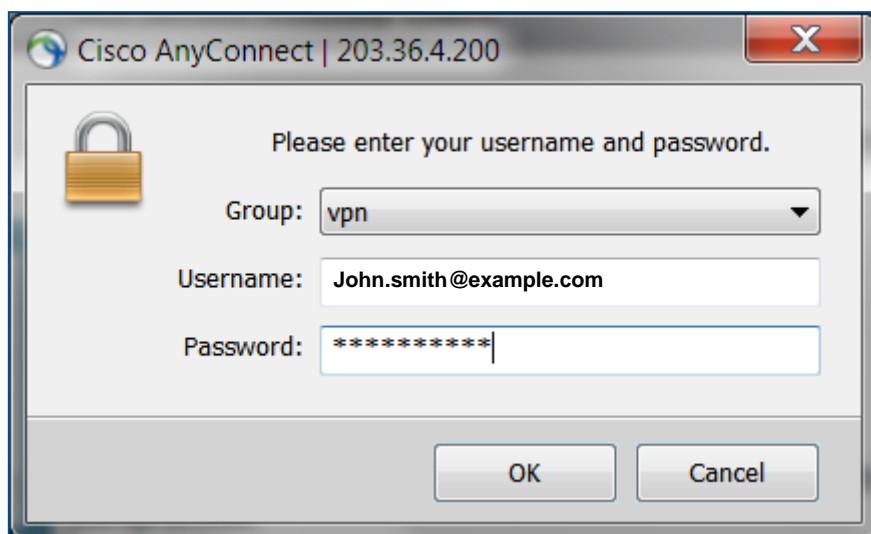 Cisco AnyConnect | 203.36.4.200
Please enter your username and password.
Group: vpn
Username: John.smith@example.com
Password: **********
OK Cancel